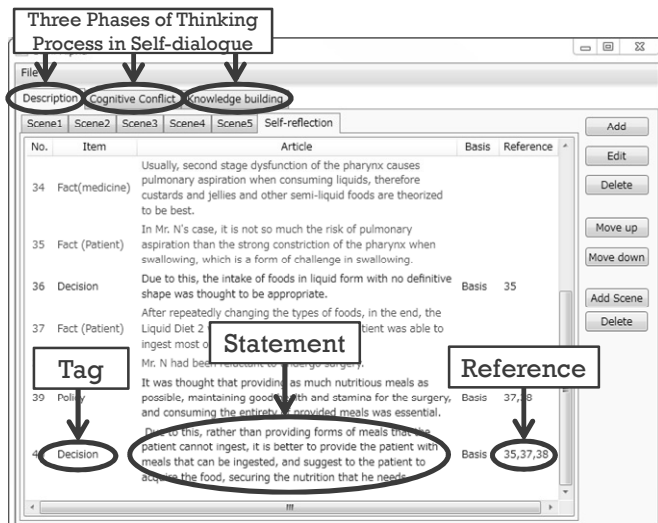 Three Phases of Thinking
Process in Self-dialogue
File
Description Cognitive Conflict Knowledge building
Scene1 Scene2 Scene3 Scene4 Scene5 Self-reflection
No. Item Article Basis Reference
Usually, second stage dysfunction of the pharynx causes
pulmonary aspiration when consuming liquids, therefore
34 Fact(medicine) custards and jellies and other semi-liquid foods are theorized
to be best.
In Mr. N's case, it is not so much the risk of pulmonary
35 Fact (Patient) aspiration than the strong constriction of the pharynx when
swallowing, which is a form of challenge in swallowing.
36 Decision Due to this, the intake of foods in liquid form with no definitive Basis 35
shape was thought to be appropriate.
After repeatedly changing the types of foods, in the end, the
37 Fact (Patient) Liquid Diet 2 tient was able to
ingest most
Mr. N had been
Statement
Tag
Reference
It was thought that providing as much nutritious meals as
39 Policy possible, maintaining good health and stamina for the surgery, Basis 37,38
and consuming the entirety of provided meals was essential.
Due to this, rather than providing forms of meals that the
4 Decision patient cannot ingest, it is better to provide the patient with Basis 35,37,38
meals that can be ingested, and suggest to the patient to
acquire the food, securing the nutrition that he needs
Add
Edit
Delete
Move up
Move down
Add Scene
Delete